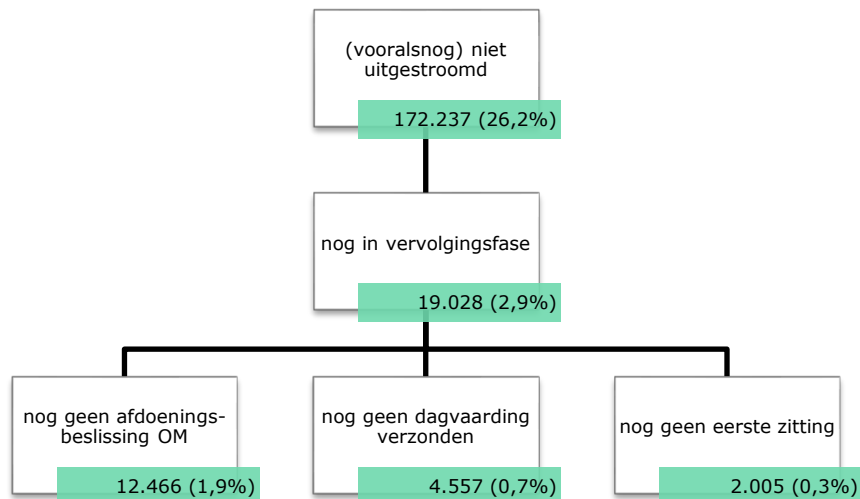 (vooralsnog) niet
uitgestroomd
172.237 (26,2%)
nog in vervolgingsfase
19.028 (2,9%)
nog geen afdoenings-
beslissing OM
12.466 (1,9%)
nog geen dagvaarding
verzonden
4.557 (0,7%)
nog geen eerste zitting
2.005 (0,3%)